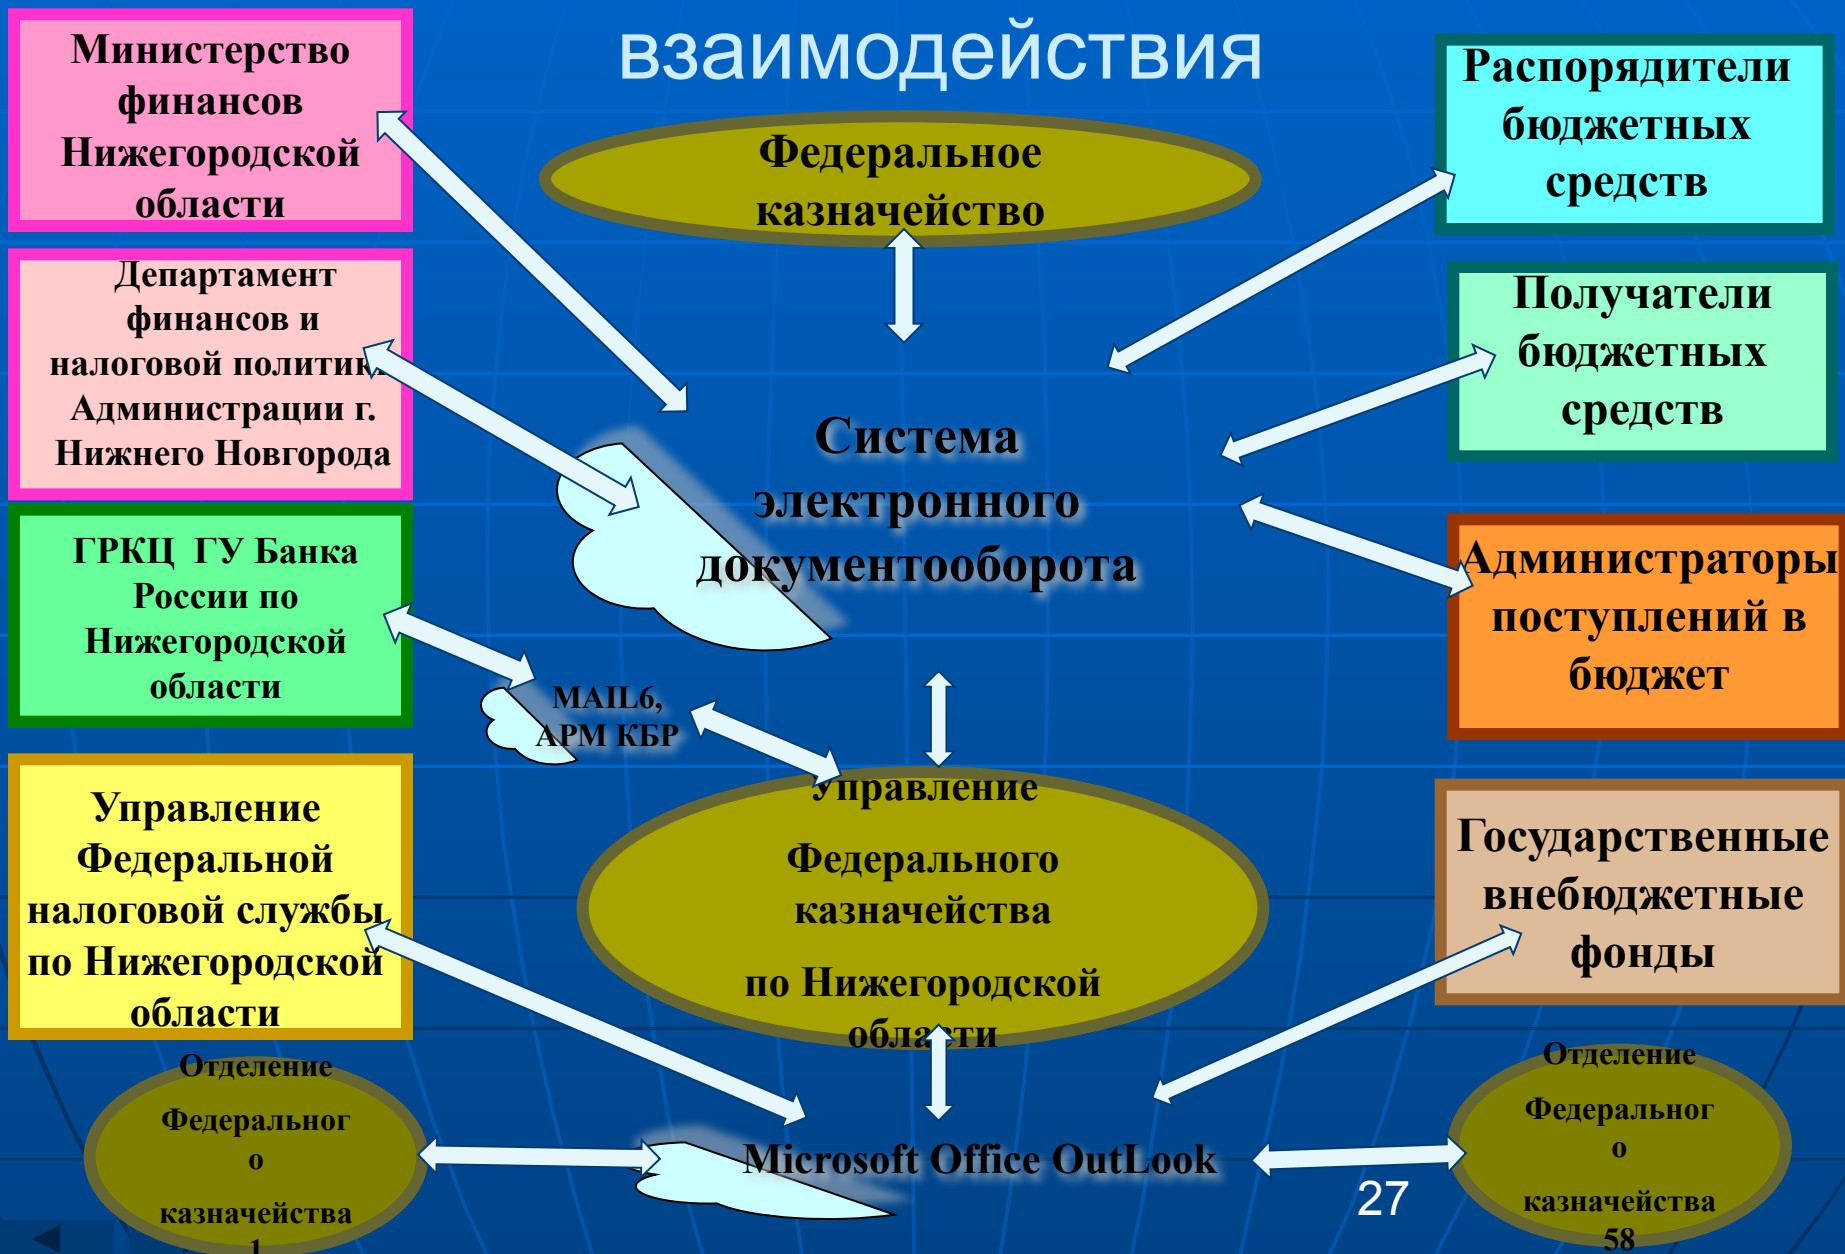 взаимодействия
Министерство
финансов
Нижегородской
области
Федеральное
казначейство
Распорядители
бюджетных
средств
Департамент
финансов и
налоговой политики
Администрации г.
Нижнего Новгорода
Получатели
бюджетных
средств
Система
электронного
документооборота
ГРКЦ ГУ Банка
России по
Нижегородской
области
Администраторы
поступлений в
бюджет
MAIL6,
АРМ КБР
Управление
Федеральной
налоговой службы
по Нижегородской
области
Управление
Федерального
казначейства
по Нижегородской
области
Государственные
внебюджетные
фонды
Отделение
Федеральног
о
казначейства
1
Microsoft Office OutLook
27
Отделение
Федеральног
о
казначейства
58